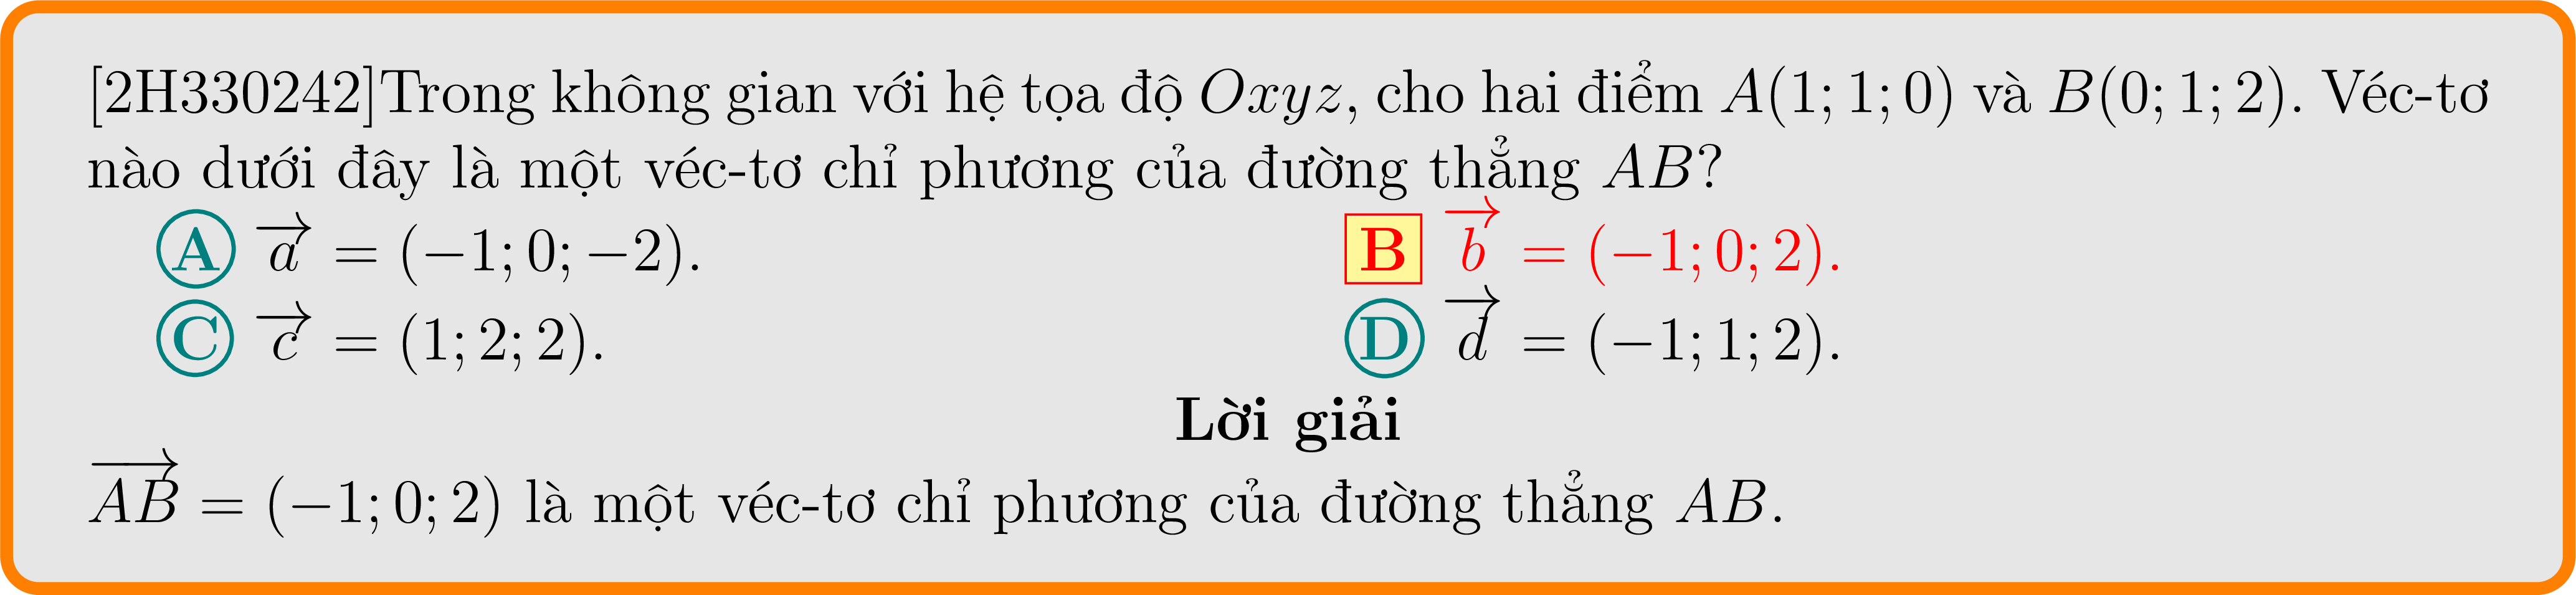 [2H330242]Trong không gian với hệ tọa độ Oxyz, cho hai điểm A(1; 1; 0) và B(0; 1; 2). Véc-tơ
nào dưới đây là một véc-tơ chỉ phương của đường thẳng AB?
A $\overrightarrow{a}$ = (−1; 0; −2). B $\overrightarrow{b}$ = (−1; 0; 2).
C $\overrightarrow{c}$ = (1; 2; 2). D $\overrightarrow{d}$ = (−1; 1; 2).
Lời giải
$\overrightarrow{AB}$ = (−1; 0; 2) là một véc-tơ chỉ phương của đường thẳng AB.